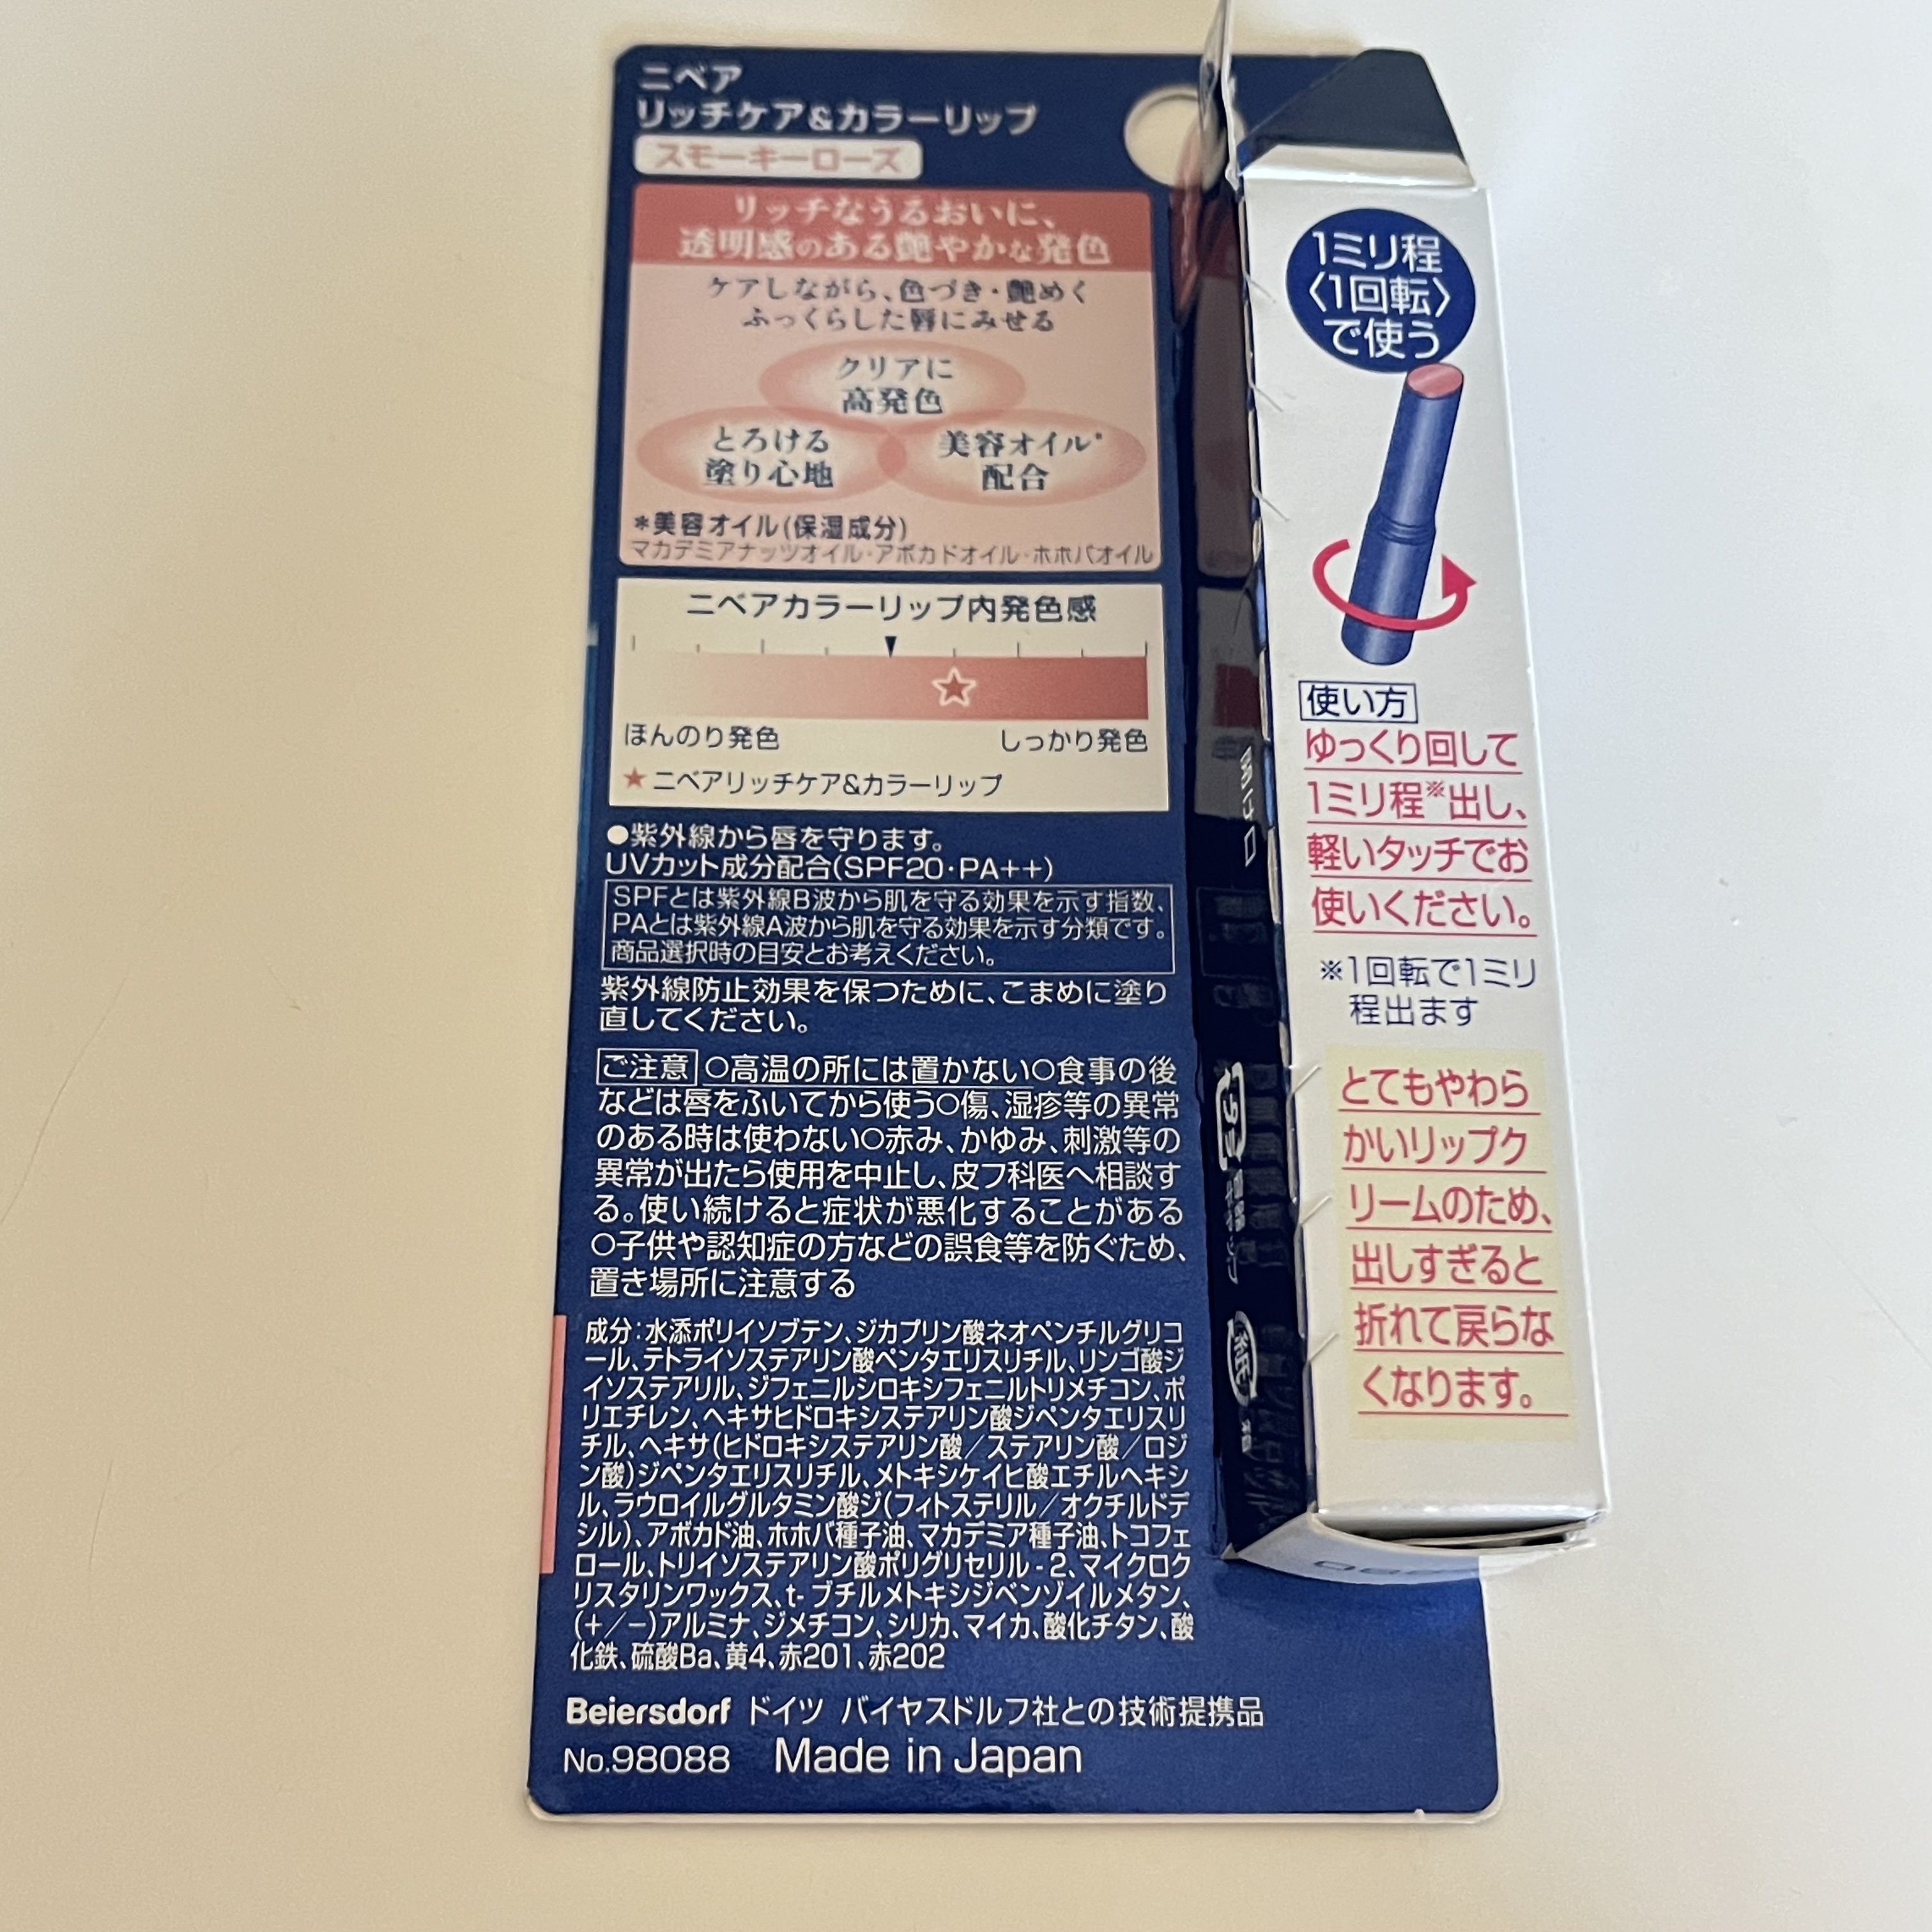 ニベア
リッチケア&カラーリップ
スモーキーローズ
リッチなうるおいに、
透明感のある艶やかな発色
ケアしながら、色づき・艶めく
ふっくらした唇にみせる
クリアに
高発色
とろける
塗り心地
美容オイル*
配合
*美容オイル(保湿成分)
マカデミアナッツオイル・アボカドオイル・ホホバオイル
ニベアカラーリップ内発色感
ほんのり発色
しっかり発色
★ニベアリッチケア&カラーリップ
●紫外線から唇を守ります。
UVカット成分配合(SPF20・PA++)
SPFとは紫外線B波から肌を守る効果を示す指数、
PAとは紫外線A波から肌を守る効果を示す分類です。
商品選択時の目安とお考えください。
紫外線防止効果を保つために、こまめに塗り
直してください。
ご注意 ○高温の所には置かない○食事の後
などは唇をふいてから使う○傷、湿疹等の異常
のある時は使わない○赤み、かゆみ、刺激等の
異常が出たら使用を中止し、皮フ科医へ相談す
る。使い続けると症状が悪化することがある
○子供や認知症の方などの誤食等を防ぐため、
置き場所に注意する
成分:水添ポリイソブテン、ジカプリン酸ネオペンチルグリコ
ール、テトライソステアリン酸ペンタエリスリチル、リンゴ酸ジ
イソステアリル、ジフェニルシロキシフェニルトリメチコン、ポ
リエチレン、ヘキサヒドロキシステアリン酸ジペンタエリスリ
チル、ヘキサ(ヒドロキシステアリン酸/ステアリン酸/ロジ
ン酸)ジペンタエリスリチル、メトキシケイヒ酸エチルヘキシ
ル、ラウロイルグルタミン酸ジ(フィトステリル/オクチルドデ
シル)、アボカド油、ホホバ種子油、マカデミア種子油、トコフェ
ロール、トリイソステアリン酸ポリグリセリル-2、マイクロク
リスタリンワックス、t-ブチルメトキシジベンゾイルメタン、
(+/-)アルミナ、ジメチコン、シリカ、マイカ、酸化チタン、酸
化鉄、硫酸Ba、黄4、赤201、赤202
Beiersdorf ドイツ バイヤスドルフ社との技術提携品
No.98088 Made in Japan
1ミリ程
〈1回転〉
で使う
使い方
ゆっくり回して
1ミリ程※出し、
軽いタッチでお
使いください。
※1回転で1ミリ
程出ます
とてもやわら
かいリップク
リームのため、
出しすぎると
折れて戻らな
くなります。
プラ
紙